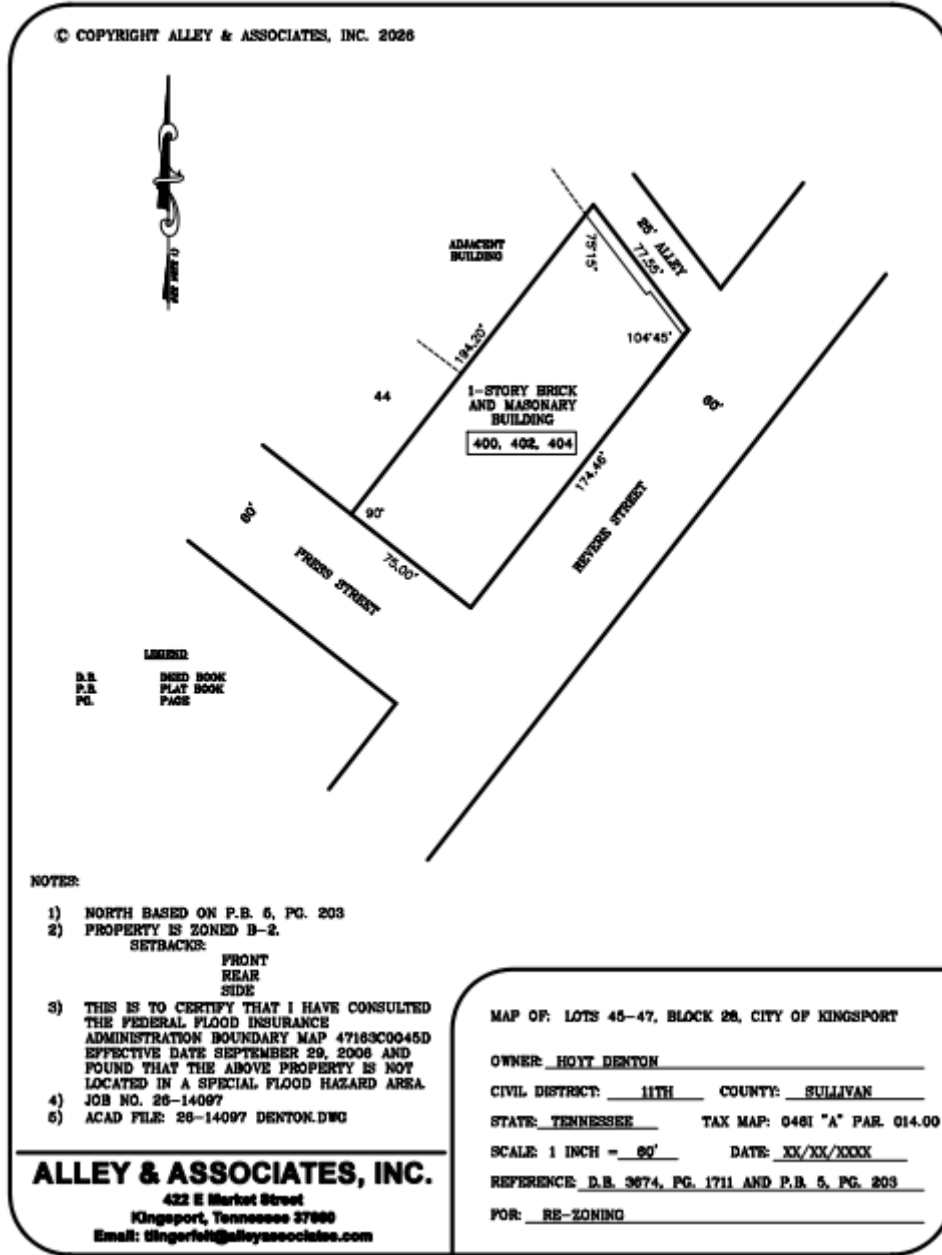 © COPYRIGHT ALLEY & ASSOCIATES, INC. 2026
25' ALLEY
77.55'
75°15'
ADJACENT
BUILDING
104°45'
194.20'
44
1-STORY BRICK
AND MASONARY
BUILDING
400, 402, 404
60'
174.46'
REVERE STREET
90°
60'
PRESS STREET
75.00'
LEGEND
D.B. DEED BOOK
P.B. PLAT BOOK
PG. PAGE
NOTES:
1) NORTH BASED ON P.B. 5, PG. 203
2) PROPERTY IS ZONED B-2.
SETBACKS:
FRONT
REAR
SIDE
3) THIS IS TO CERTIFY THAT I HAVE CONSULTED
THE FEDERAL FLOOD INSURANCE
ADMINISTRATION BOUNDARY MAP 47163C0045D
EFFECTIVE DATE SEPTEMBER 29, 2006 AND
FOUND THAT THE ABOVE PROPERTY IS NOT
LOCATED IN A SPECIAL FLOOD HAZARD AREA.
4) JOB NO. 26-14097
5) ACAD FILE: 26-14097 DENTON.DWG
ALLEY & ASSOCIATES, INC.
422 E Market Street
Kingsport, Tennessee 37660
Email: tlingerfelt@alleyassociates.com
MAP OF: LOTS 45-47, BLOCK 28, CITY OF KINGSPORT
OWNER: HOYT DENTON
CIVIL DISTRICT: 11TH COUNTY: SULLIVAN
STATE: TENNESSEE TAX MAP: 046I "A" PAR. 014.00
SCALE: 1 INCH = 60' DATE: XX/XX/XXXX
REFERENCE: D.B. 3674, PG. 1711 AND P.B. 5, PG. 203
FOR: RE-ZONING